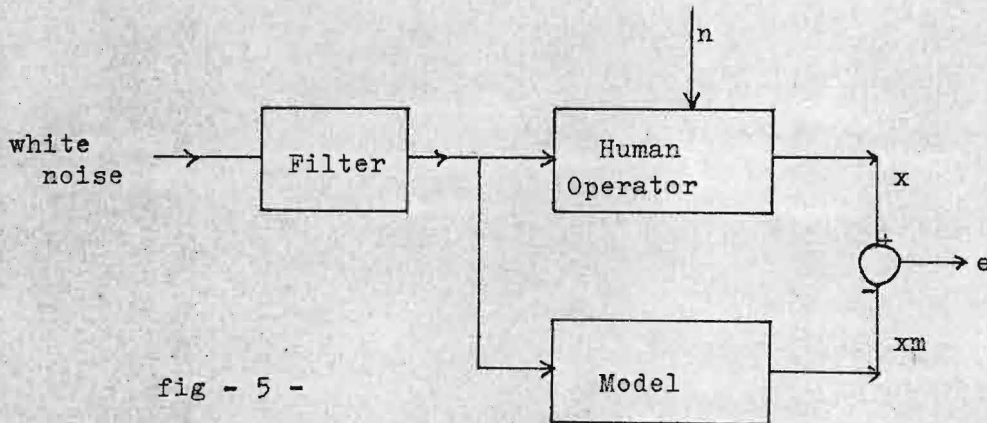 n
white
noise
Filter
Human
Operator
x
+
e
-
xm
Model
fig - 5 -